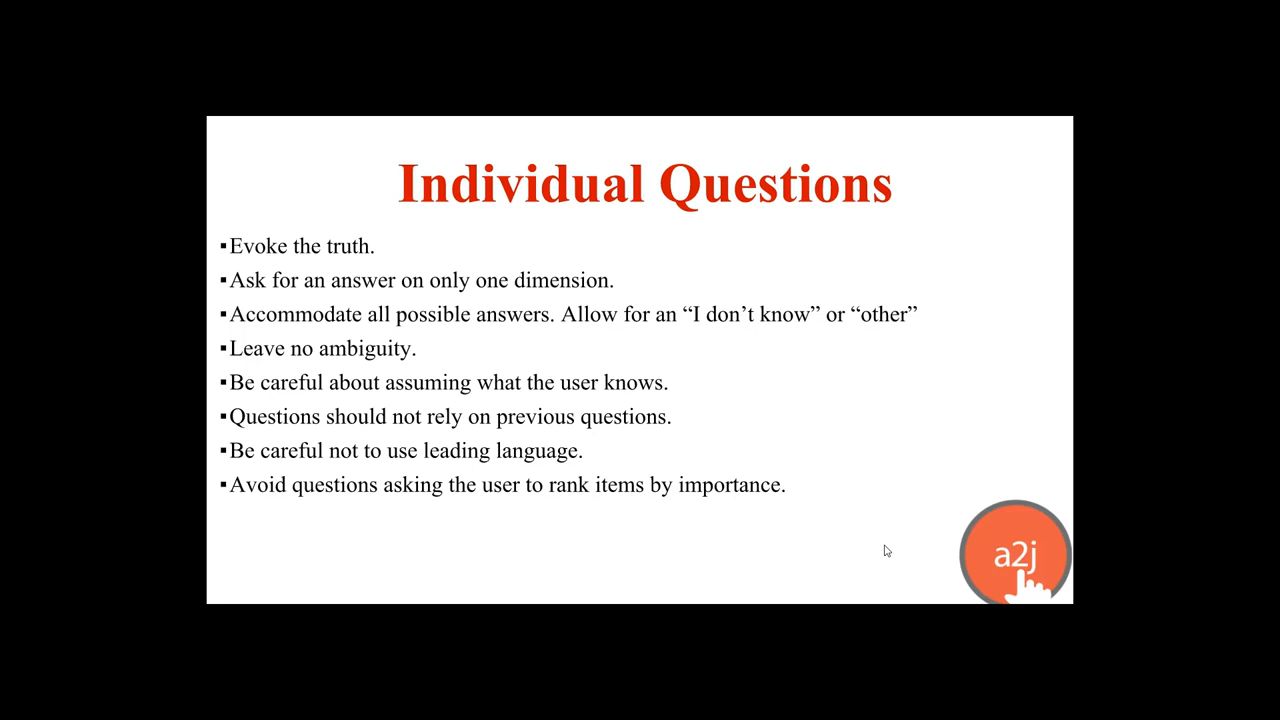 Individual Questions
▪Evoke the truth.
▪Ask for an answer on only one dimension.
▪Accommodate all possible answers. Allow for an “I don’t know” or “other”
▪Leave no ambiguity.
▪Be careful about assuming what the user knows.
▪Questions should not rely on previous questions.
▪Be careful not to use leading language.
▪Avoid questions asking the user to rank items by importance.
a2j